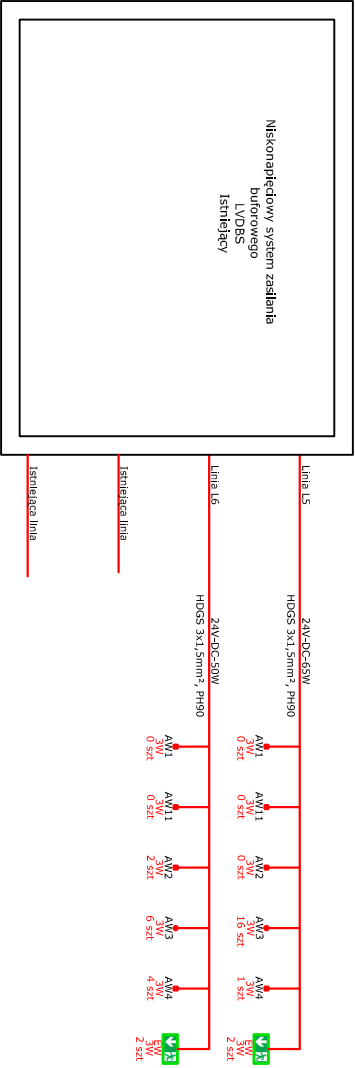 Niskonapięciowy system zasilania
buforowego
LVDBS
Istniejący
Linia L5
24V-DC-65W
HDGS 3x1,5mm², PH90
AW1
3W
0 szt
AW11
3W
0 szt
AW2
3W
0 szt
AW3
3W
16 szt
AW4
3W
1 szt
EW
3W
2 szt
Linia L6
24V-DC-50W
HDGS 3x1,5mm², PH90
AW1
3W
0 szt
AW11
3W
0 szt
AW2
3W
2 szt
AW3
3W
6 szt
AW4
3W
4 szt
EW
3W
2 szt
Istniejąca linia
Istniejąca linia